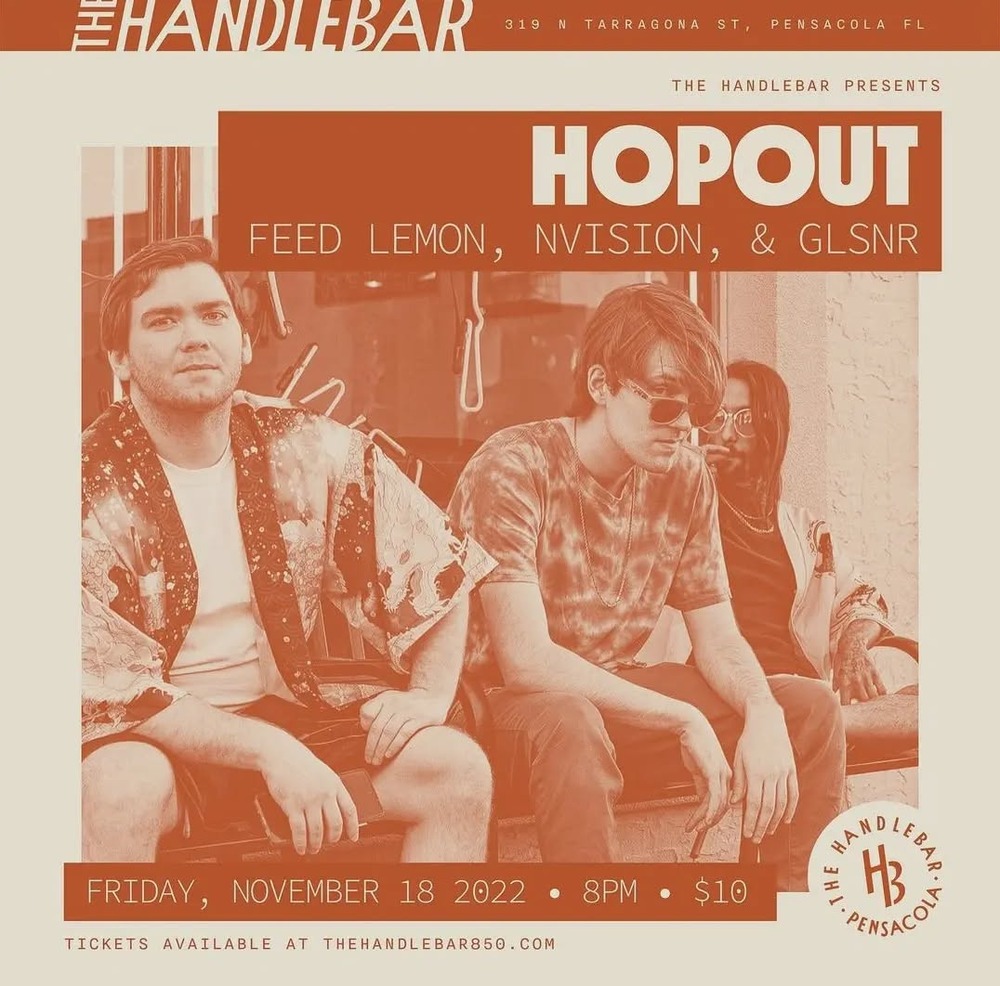 THE HANDLEBAR
319 N TARRAGONA ST, PENSACOLA FL
THE HANDLEBAR PRESENTS
HOPOUT
FEED LEMON, NVISION, & GLSNR
FRIDAY, NOVEMBER 18 2022 • 8PM • $10
TICKETS AVAILABLE AT THEHANDLEBAR850.COM
THE HANDLEBAR · PENSACOLA ·
HB